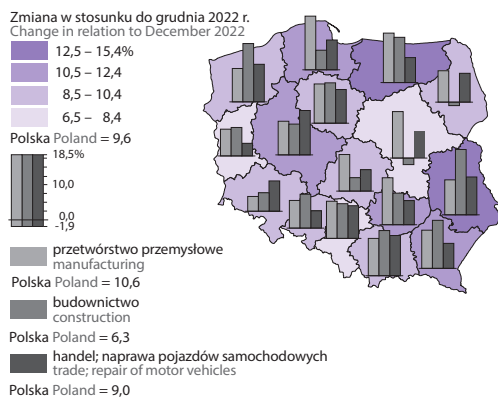 Zmiana w stosunku do grudnia 2022 r.
Change in relation to December 2022
12,5 – 15,4%
10,5 – 12,4
8,5 – 10,4
6,5 – 8,4
Polska Poland = 9,6
18,5%
10,0
0,0
-1,9
przetwórstwo przemysłowe
manufacturing
Polska Poland = 10,6
budownictwo
construction
Polska Poland = 6,3
handel; naprawa pojazdów samochodowych
trade; repair of motor vehicles
Polska Poland = 9,0